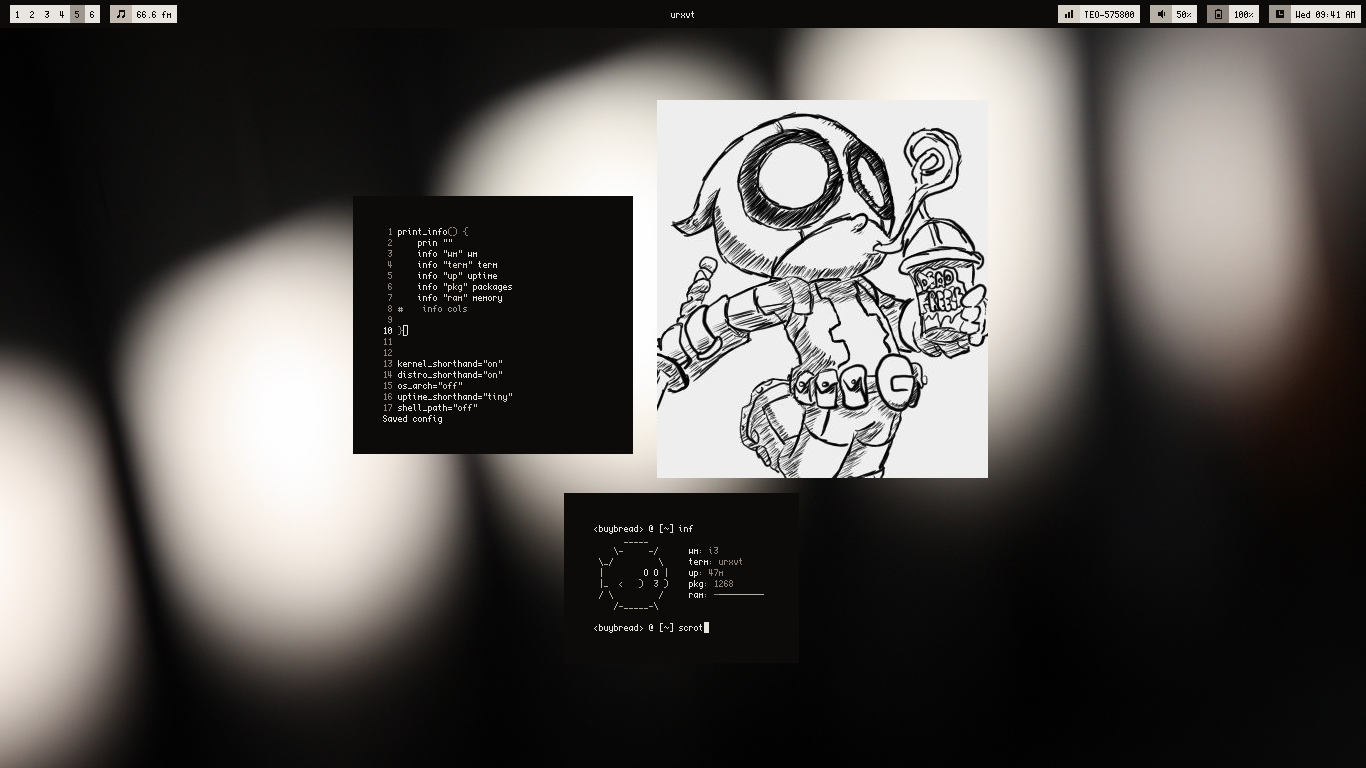 1 2 3 4 5 6
66.6 fm
urxvt
TEO-575800
50%
100%
Wed 09:41 AM
1 print_info() {
2     prin ""
3     info "wm" wm
4     info "term" term
5     info "up" uptime
6     info "pkg" packages
7     info "ram" memory
8 #    info cols
9
10 }
11
12
13 kernel_shorthand="on"
14 distro_shorthand="on"
15 os_arch="off"
16 uptime_shorthand="tiny"
17 shell_path="off"
Saved config
DEAD
<buybread> @ [~] inf
wm: i3
term: urxvt
up: 47m
pkg: 1268
ram:
<buybread> @ [~] scrot